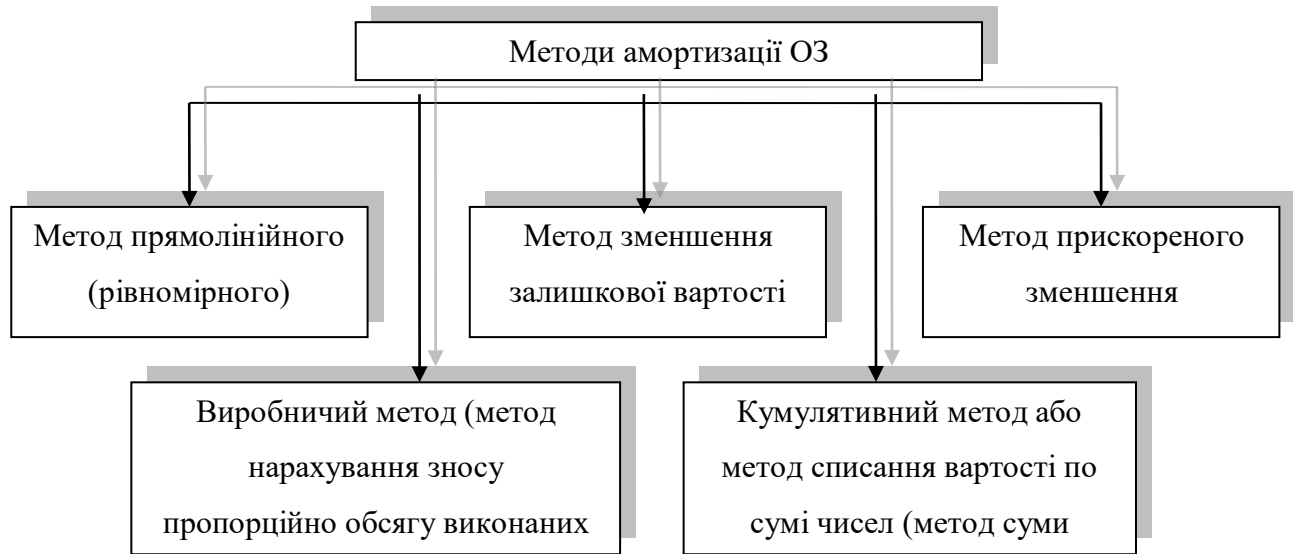 Методи амортизації ОЗ
Метод прямолінійного
(рівномірного)
Метод зменшення
залишкової вартості
Метод прискореного
зменшення
Виробничий метод (метод
нарахування зносу
пропорційно обсягу виконаних
Кумулятивний метод або
метод списання вартості по
сумі чисел (метод суми